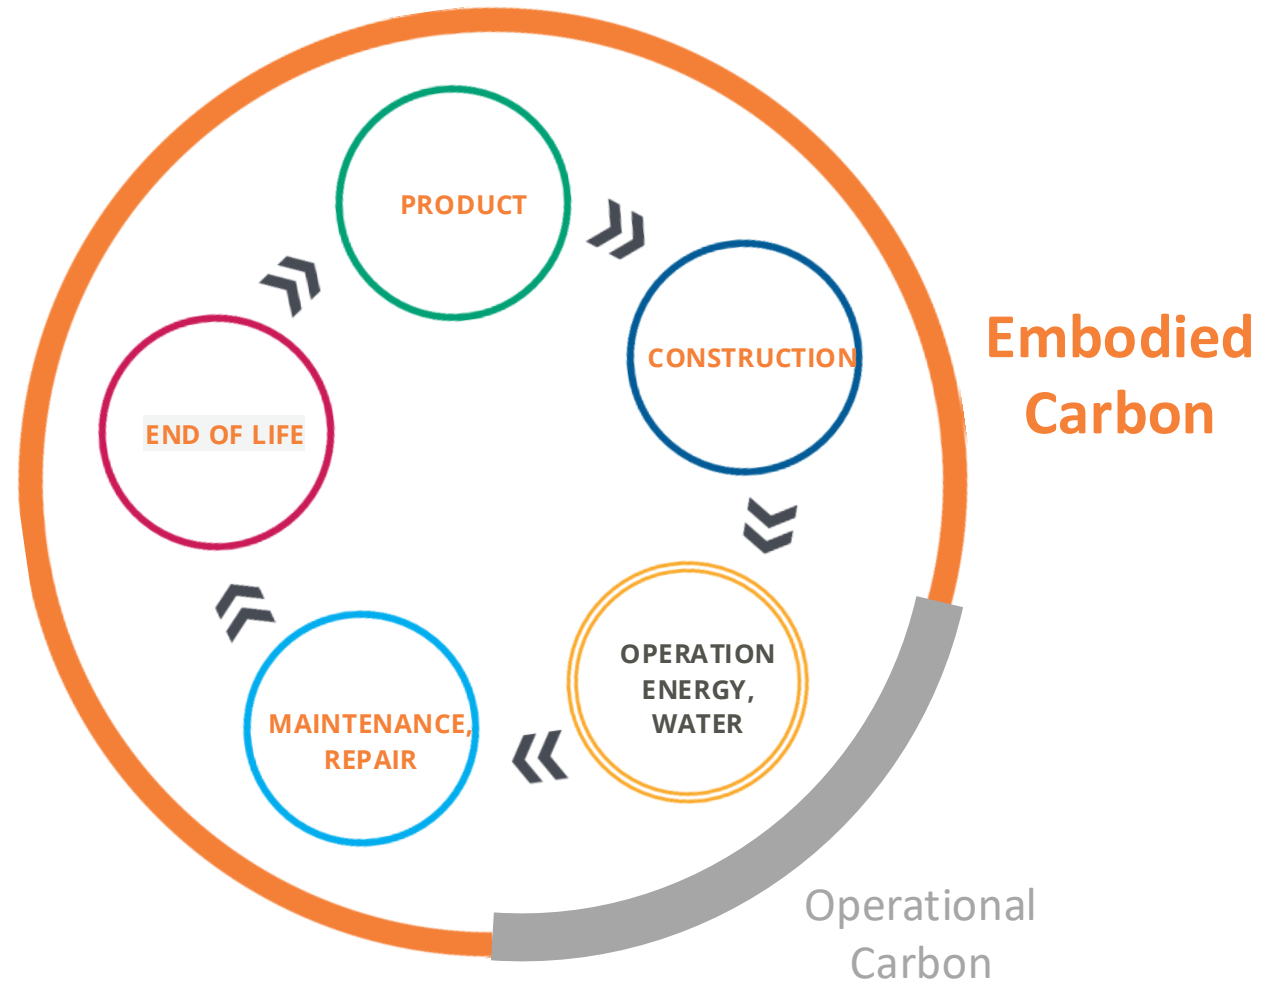 PRODUCT
CONSTRUCTION
Embodied
Carbon
END OF LIFE
OPERATION
ENERGY,
WATER
MAINTENANCE,
REPAIR
Operational
Carbon